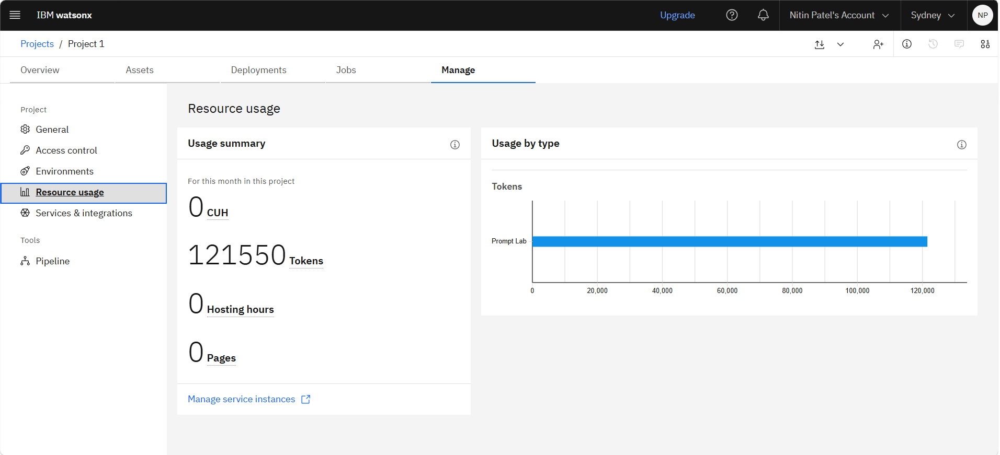 IBM watsonx
Upgrade
Nitin Patel's Account
Sydney
NP
Projects / Project 1
Overview
Assets
Deployments
Jobs
Manage
Project
General
Access control
Environments
Resource usage
Services & integrations
Tools
Pipeline
Resource usage
Usage summary
For this month in this project
0 CUH
121550 Tokens
0 Hosting hours
0 Pages
Manage service instances
Usage by type
Tokens
Prompt Lab
0 20,000 40,000 60,000 80,000 100,000 120,000